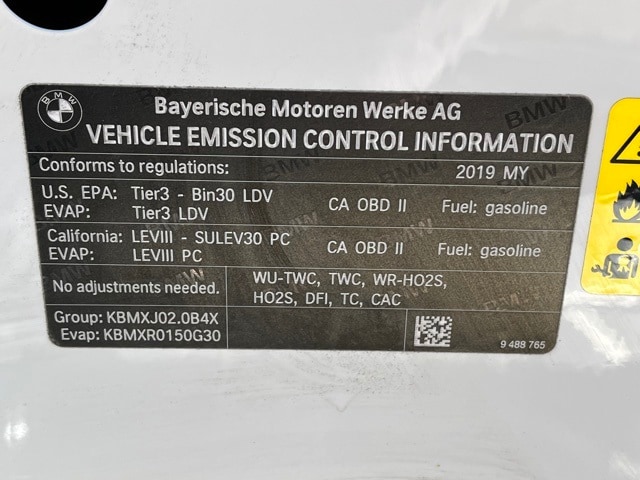 BMW
Bayerische Motoren Werke AG
VEHICLE EMISSION CONTROL INFORMATION
Conforms to regulations: 2019 MY
U.S. EPA: Tier3 - Bin30 LDV CA OBD II Fuel: gasoline
EVAP: Tier3 LDV
California: LEVIII - SULEV30 PC CA OBD II Fuel: gasoline
EVAP: LEVIII PC
No adjustments needed. WU-TWC, TWC, WR-HO2S,
HO2S, DFI, TC, CAC
Group: KBMXJ02.0B4X
Evap: KBMXR0150G30
9 488 765